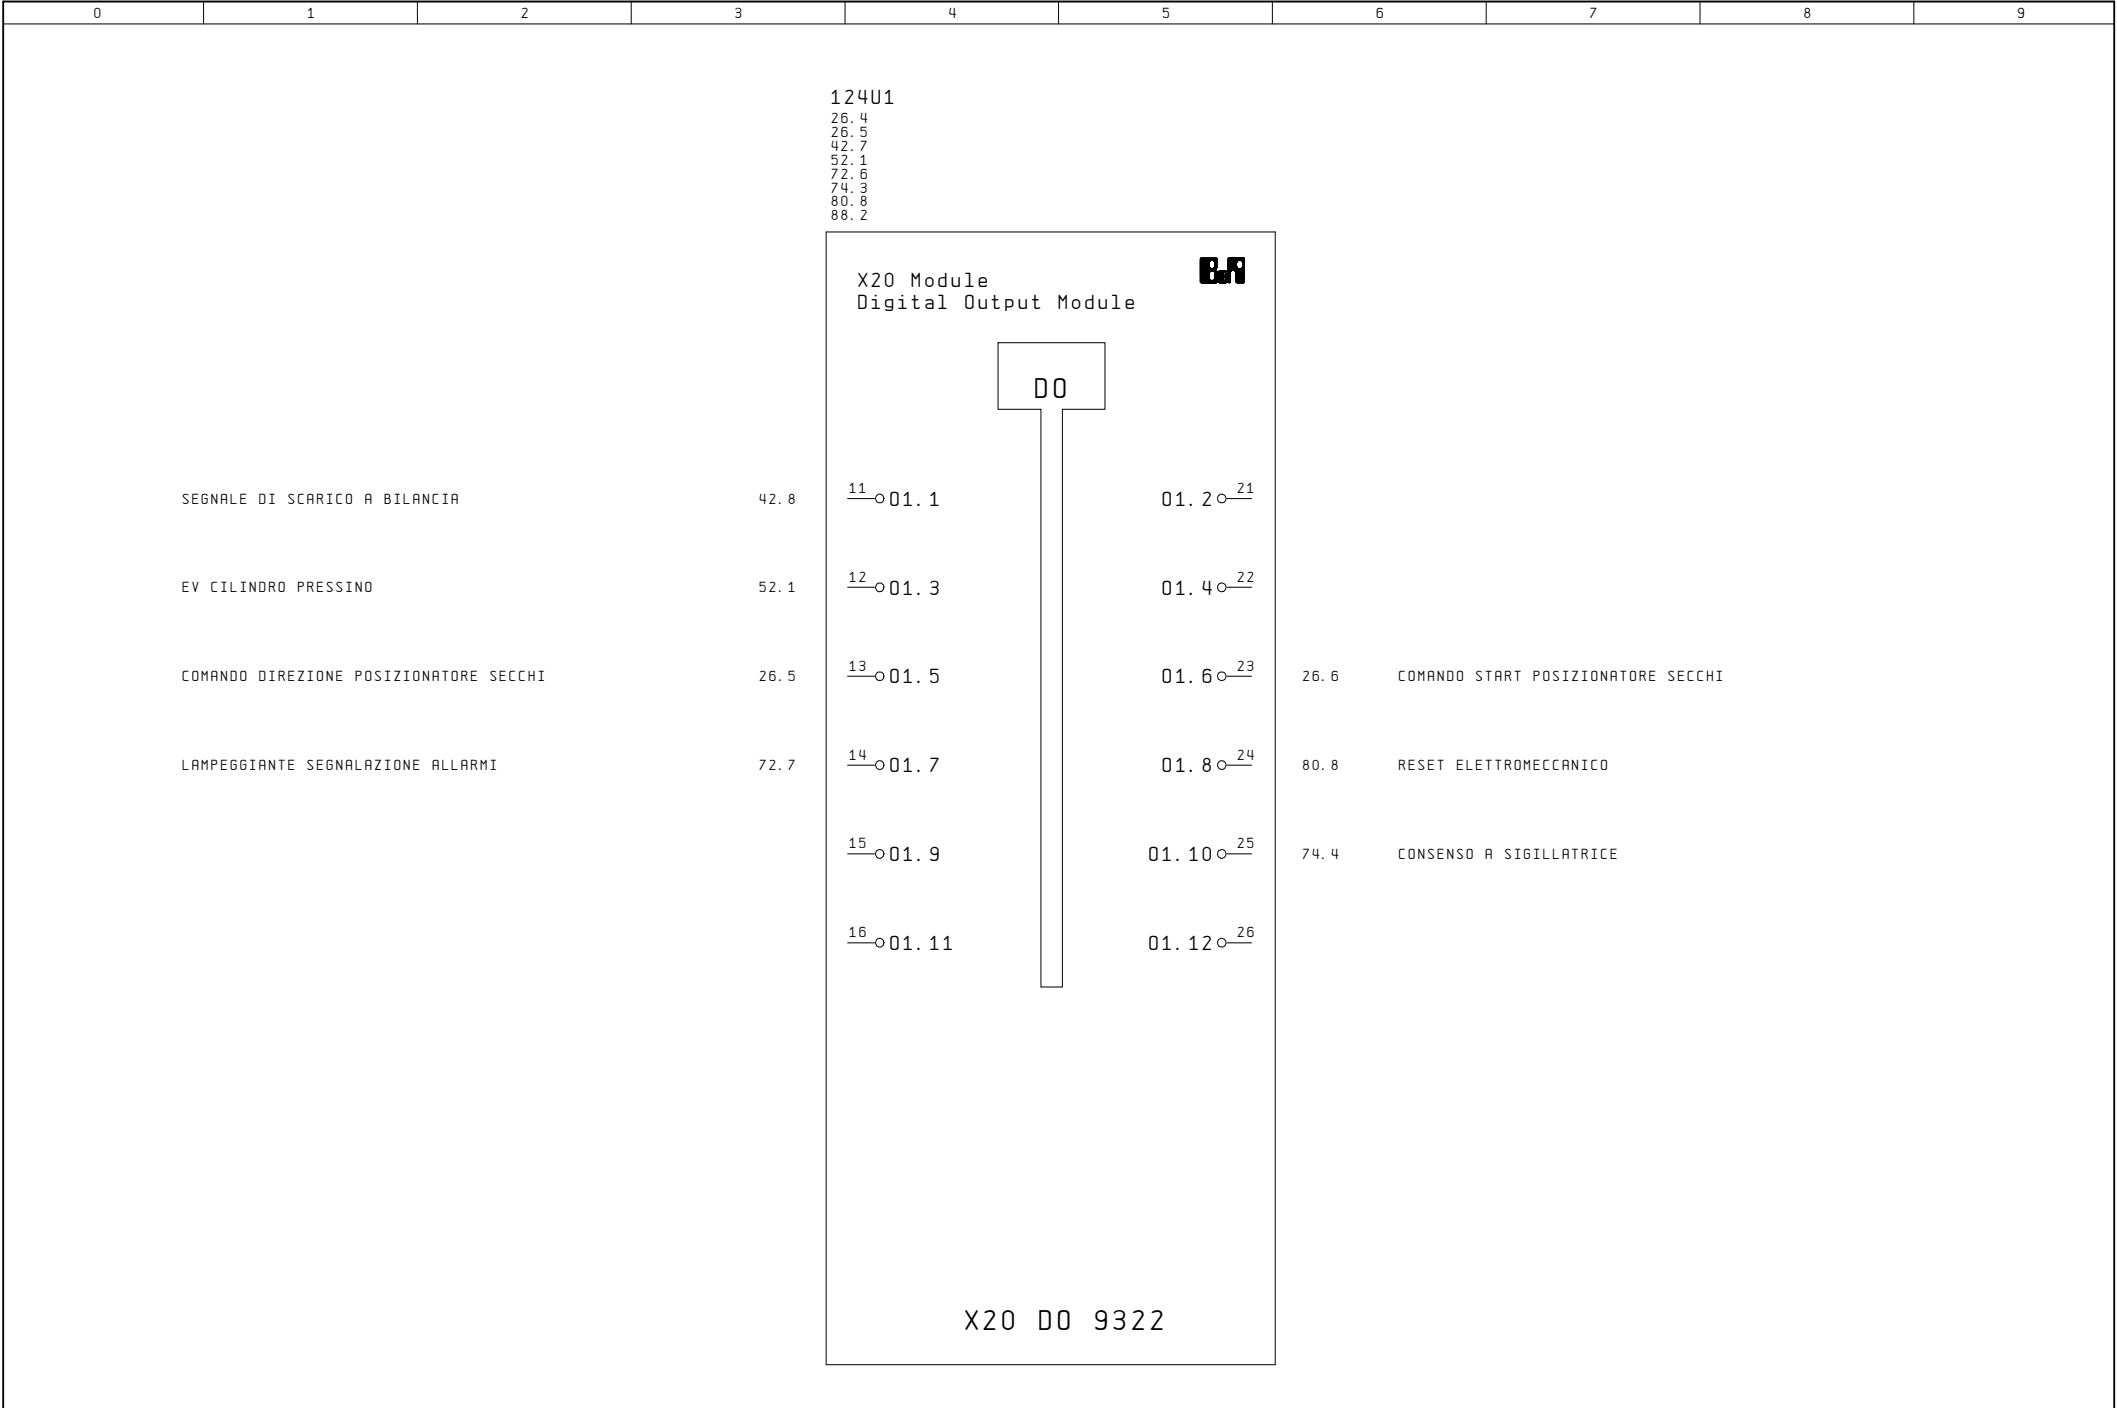 0 1 2 3 4 5 6 7 8 9
124U1
26.4
26.5
42.7
52.1
72.6
74.3
80.8
88.2
X20 Module
B&R
Digital Output Module
DO
SEGNALE DI SCARICO A BILANCIA 42.8 11 O1.1 O1.2 21
EV CILINDRO PRESSINO 52.1 12 O1.3 O1.4 22
COMANDO DIREZIONE POSIZIONATORE SECCHI 26.5 13 O1.5 O1.6 23 26.6 COMANDO START POSIZIONATORE SECCHI
LAMPEGGIANTE SEGNALAZIONE ALLARMI 72.7 14 O1.7 O1.8 24 80.8 RESET ELETTROMECCANICO
15 O1.9 O1.10 25 74.4 CONSENSO A SIGILLATRICE
16 O1.11 O1.12 26
X20 DO 9322